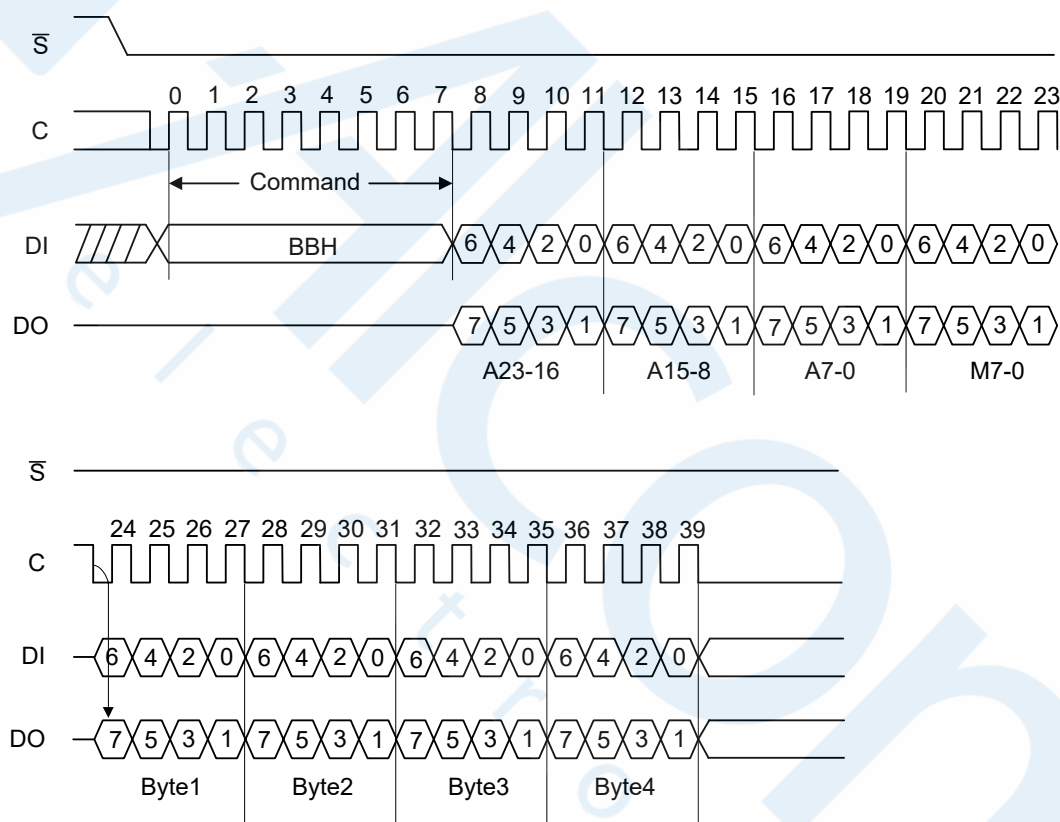 S̅
0 1 2 3 4 5 6 7 8 9 10 11 12 13 14 15 16 17 18 19 20 21 22 23
C
Command
DI BBH 6 4 2 0 6 4 2 0 6 4 2 0 6 4 2 0
DO 7 5 3 1 7 5 3 1 7 5 3 1 7 5 3 1
A23-16 A15-8 A7-0 M7-0
S̅
24 25 26 27 28 29 30 31 32 33 34 35 36 37 38 39
C
DI 6 4 2 0 6 4 2 0 6 4 2 0 6 4 2 0
DO 7 5 3 1 7 5 3 1 7 5 3 1 7 5 3 1
Byte1 Byte2 Byte3 Byte4